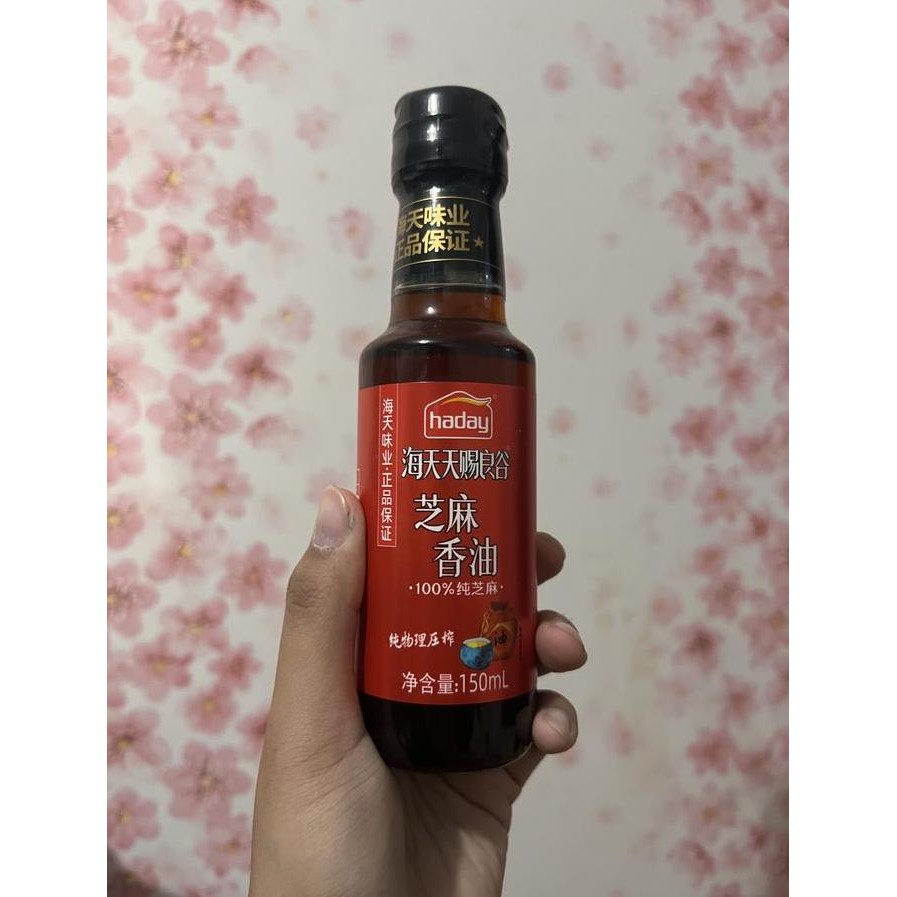 海天味业
正品保证★
haday
海天味业·正品保证
海天天赐良谷
芝麻
香油
·100%纯芝麻·
纯物理压榨
油
净含量:150mL